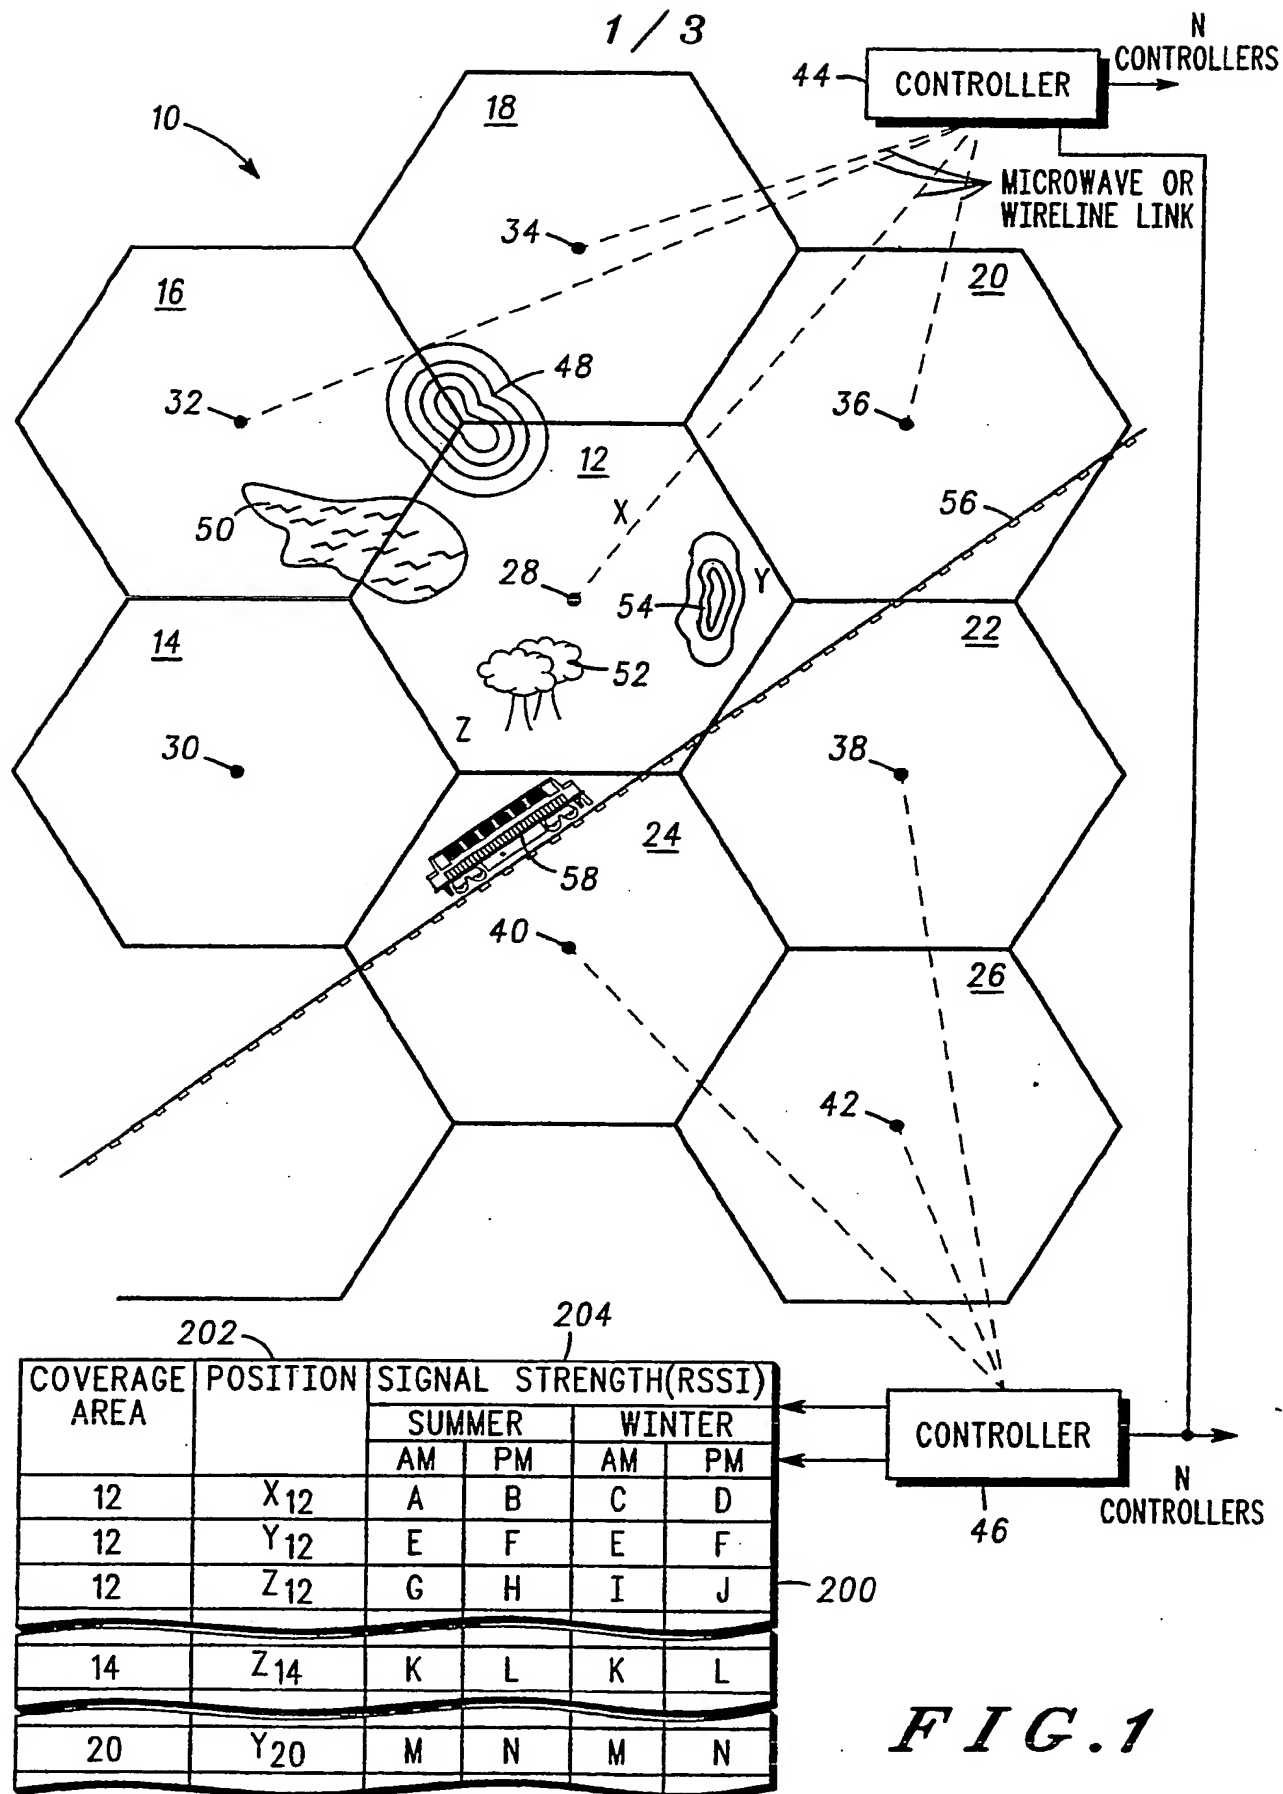 1/3
N
CONTROLLERS
44
CONTROLLER
10
18
MICROWAVE OR
WIRELINE LINK
34
16
20
48
32
36
12
56
50
X
Y
28
54
14
22
52
Z
30
38
24
58
40
26
42
202
204
COVERAGE AREA POSITION SIGNAL STRENGTH(RSSI)
SUMMER WINTER
AM PM AM PM
12 X12 A B C D
12 Y12 E F E F
12 Z12 G H I J
14 Z14 K L K L
20 Y20 M N M N
200
CONTROLLER
46
N
CONTROLLERS
FIG.1